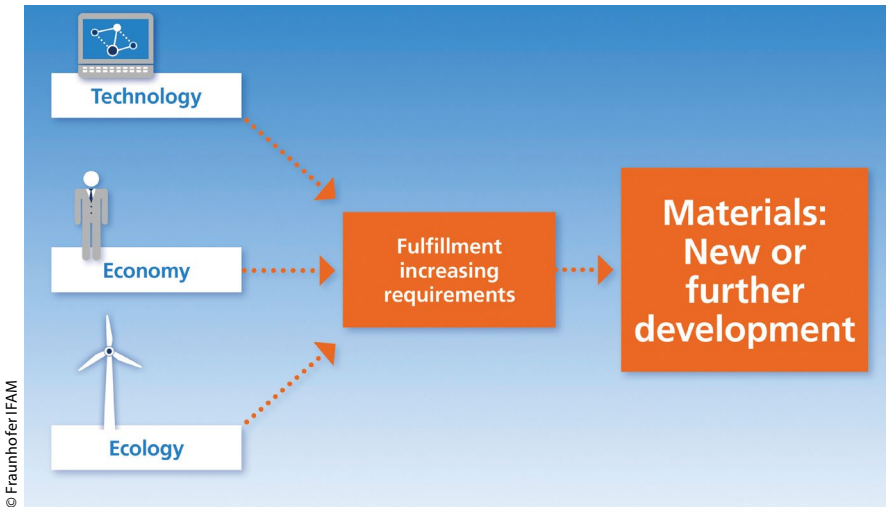 Technology
Economy
Ecology
Fulfillment
increasing
requirements
Materials:
New or
further
development
© Fraunhofer IFAM